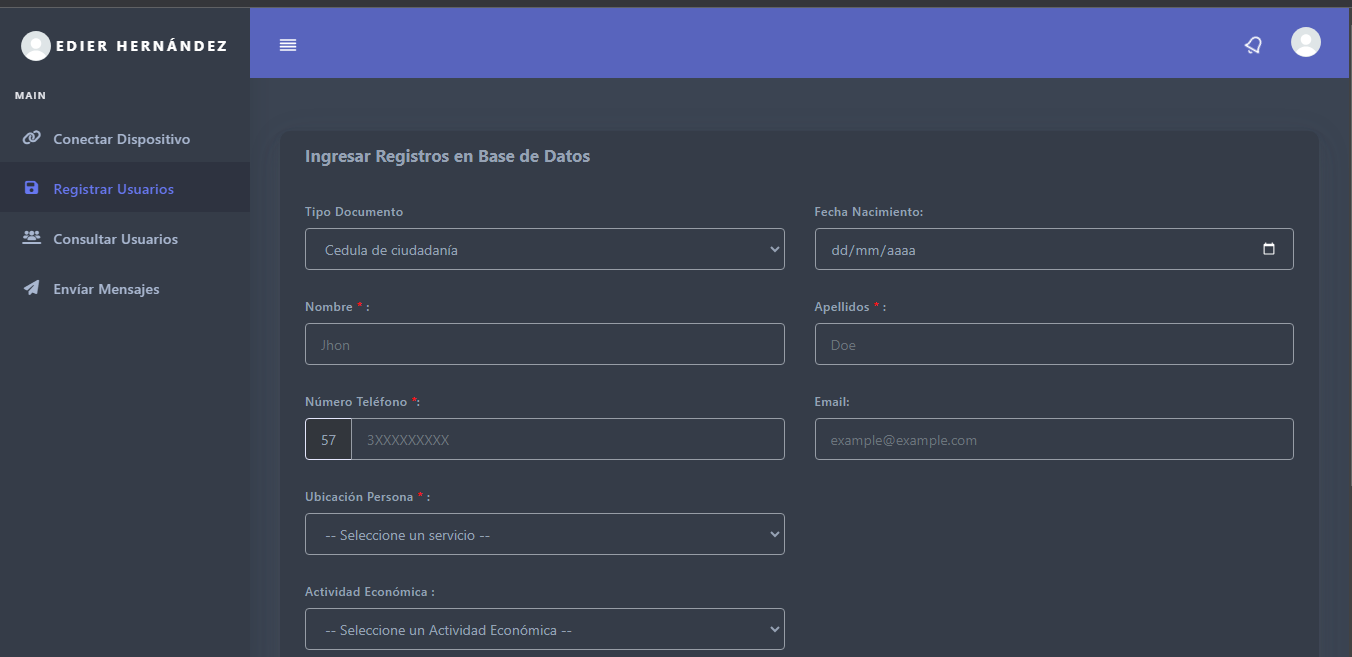 EDIER HERNÁNDEZ
MAIN
Conectar Dispositivo
Registrar Usuarios
Consultar Usuarios
Envíar Mensajes
Ingresar Registros en Base de Datos
Tipo Documento
Cedula de ciudadanía
Fecha Nacimiento:
dd/mm/aaaa
Nombre * :
Jhon
Apellidos * :
Doe
Número Teléfono *:
57 3XXXXXXXXX
Email:
example@example.com
Ubicación Persona * :
-- Seleccione un servicio --
Actividad Económica :
-- Seleccione un Actividad Económica --